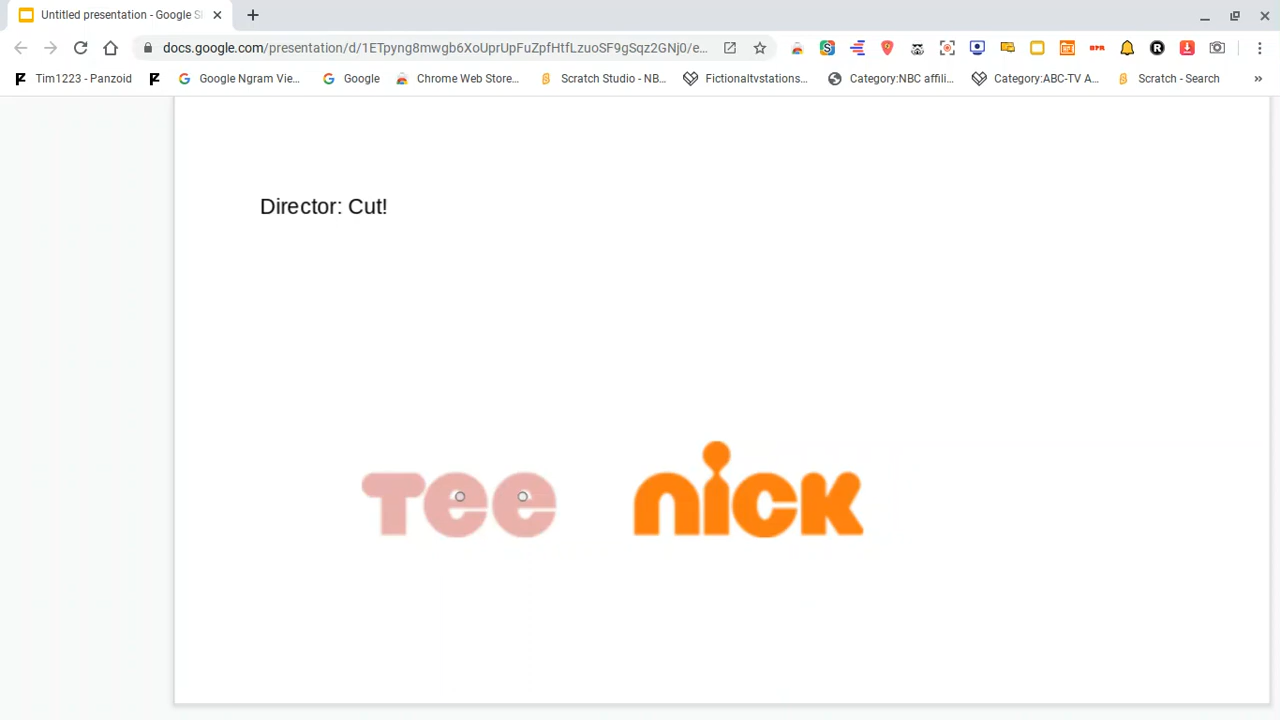 Untitled presentation - Google Sl
docs.google.com/presentation/d/1ETpyng8mwgb6XoUprUpFuZpfHtfLzudSF9gSqz2GNj0/e...
Tim1223 - Panzoid
Google Ngram Vie...
Google
Chrome Web Store...
Scratch Studio - NB...
Fictionaltvstations...
Category:NBC affili...
Category:ABC-TV A...
Scratch - Search
»
Director: Cut!
Tee nick